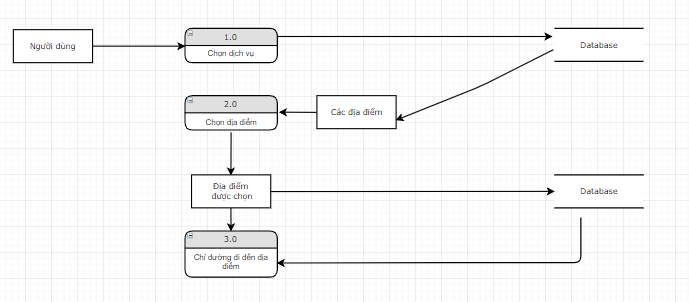 Người dùng
1.0
Chọn dịch vụ
Database
2.0
Chọn địa điểm
Các địa điểm
Địa điểm
được chọn
Database
3.0
Chỉ đường đi đến địa
điểm